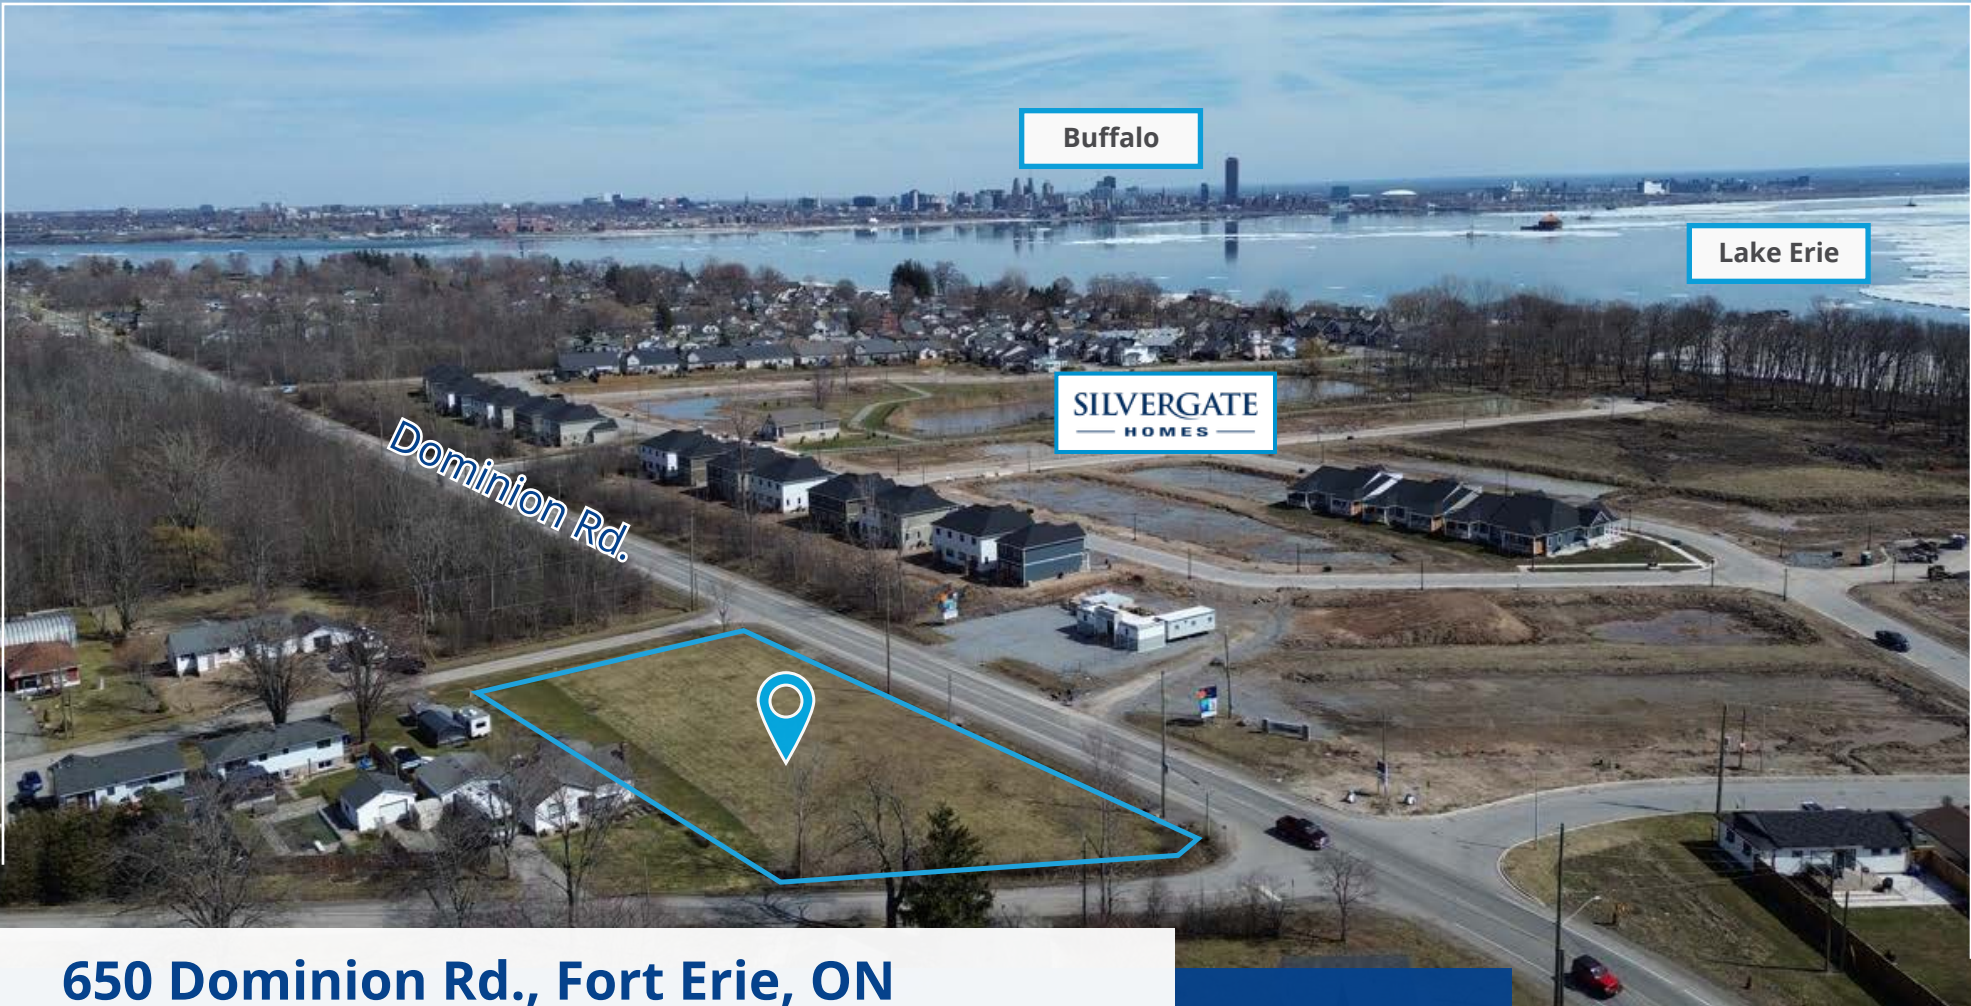 Buffalo
Lake Erie
SILVERGATE
HOMES
Dominion Rd.
650 Dominion Rd., Fort Erie, ON